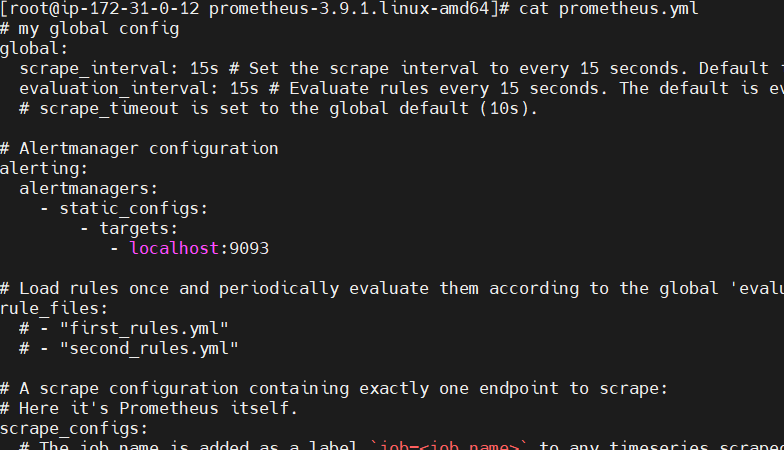 [root@ip-172-31-0-12 prometheus-3.9.1.linux-amd64]# cat prometheus.yml
# my global config
global:
  scrape_interval: 15s # Set the scrape interval to every 15 seconds. Default
  evaluation_interval: 15s # Evaluate rules every 15 seconds. The default is
  # scrape_timeout is set to the global default (10s).

# Alertmanager configuration
alerting:
  alertmanagers:
    - static_configs:
        - targets:
           - localhost:9093

# Load rules once and periodically evaluate them according to the global 'evalu
rule_files:
  # - "first_rules.yml"
  # - "second_rules.yml"

# A scrape configuration containing exactly one endpoint to scrape:
# Here it's Prometheus itself.
scrape_configs:
  # The job name is added as a label `job=<job_name>` to any timeseries scraped